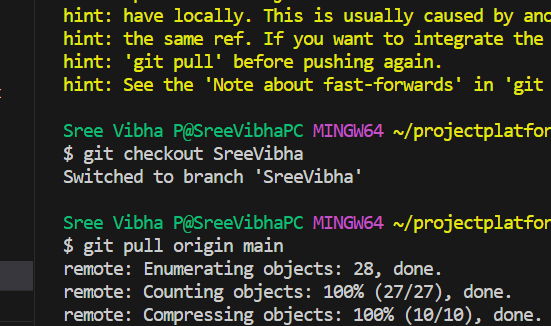 hint: have locally. This is usually caused by
hint: the same ref. If you want to integrate the
hint: 'git pull' before pushing again.
hint: See the 'Note about fast-forwards' in 'git
Sree Vibha P@SreeVibhaPC MINGW64 ~/projectplatfor
$ git checkout SreeVibha
Switched to branch 'SreeVibha'
Sree Vibha P@SreeVibhaPC MINGW64 ~/projectplatfor
$ git pull origin main
remote: Enumerating objects: 28, done.
remote: Counting objects: 100% (27/27), done.
remote: Compressing objects: 100% (10/10), done.